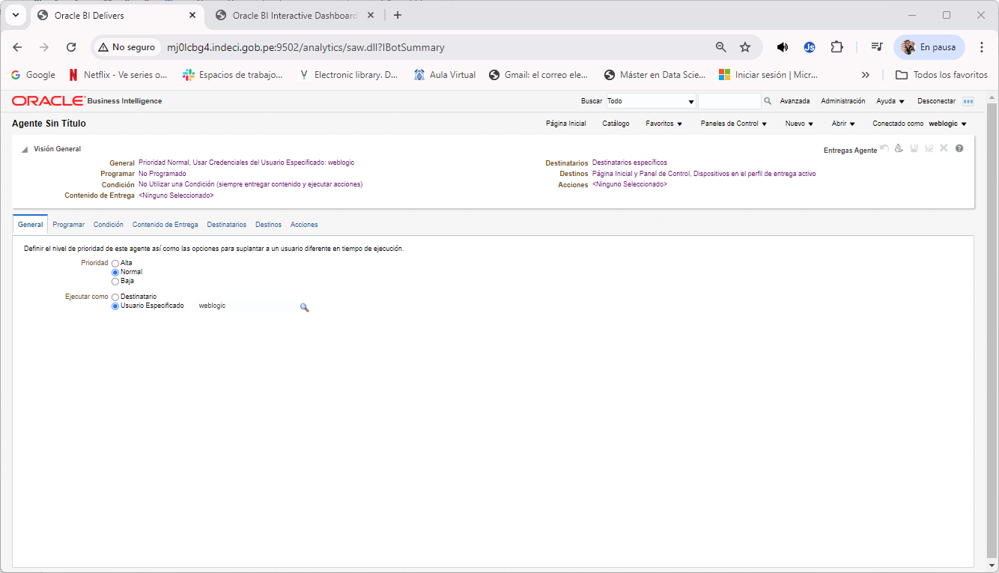 Oracle BI Delivers
Oracle BI Interactive Dashboard
No seguro
mj0lcbg4.indeci.gob.pe:9502/analytics/saw.dll?IBotSummary
Js
En pausa
Google
Netflix - Ve series o...
Espacios de trabajo...
Electronic library. D...
Aula Virtual
Gmail: el correo ele...
Máster en Data Scie...
Iniciar sesión | Micr...
Todos los favoritos
ORACLE Business Intelligence
Buscar Todo Avanzada Administración Ayuda Desconectar
Agente Sin Título
Página Inicial Catálogo Favoritos Paneles de Control Nuevo Abrir Conectado como weblogic
Visión General
Entregas Agente
General Prioridad Normal, Usar Credenciales del Usuario Especificado: weblogic
Programar No Programado
Condición No Utilizar una Condición (siempre entregar contenido y ejecutar acciones)
Contenido de Entrega <Ninguno Seleccionado>
Destinatarios Destinatarios específicos
Destinos Página Inicial y Panel de Control, Dispositivos en el perfil de entrega activo
Acciones <Ninguno Seleccionado>
General Programar Condición Contenido de Entrega Destinatarios Destinos Acciones
Definir el nivel de prioridad de este agente así como las opciones para suplantar a un usuario diferente en tiempo de ejecución.
Prioridad Alta
Normal
Baja
Ejecutar como Destinatario
Usuario Especificado weblogic